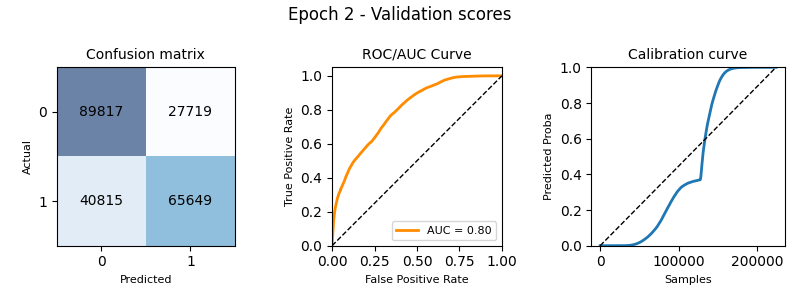 Epoch 2 - Validation scores
Confusion matrix
Actual
0
1
89817 27719
40815 65649
0 1
Predicted
ROC/AUC Curve
True Positive Rate
1.0
0.8
0.6
0.4
0.2
0.0
AUC = 0.80
0.00 0.25 0.50 0.75 1.00
False Positive Rate
Calibration curve
Predicted Proba
1.0
0.8
0.6
0.4
0.2
0.0
0 100000 200000
Samples